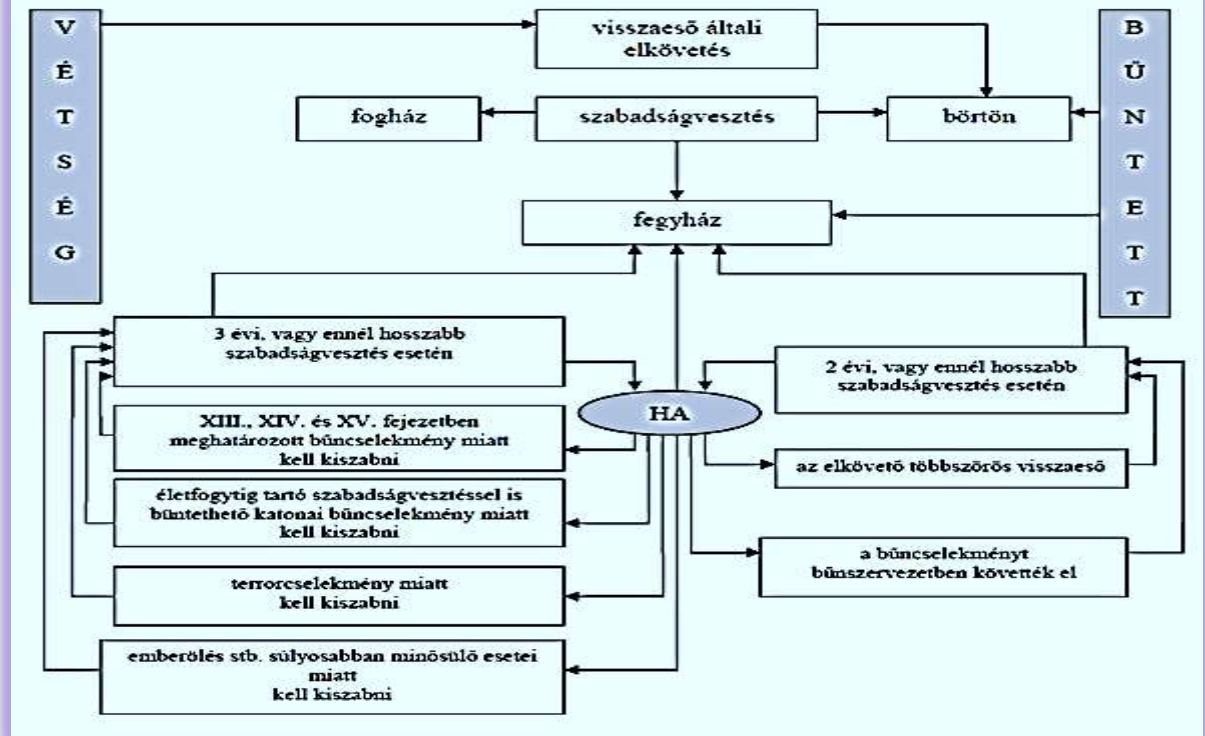 VÉTSÉG
visszaeső általi
elkövetés
BŰNTETT
fogház
szabadságvesztés
börtön
fegyház
3 évi, vagy ennél hosszabb
szabadságvesztés esetén
2 évi, vagy ennél hosszabb
szabadságvesztés esetén
HA
XIII., XIV. és XV. fejezetben
meghatározott bűncselekmény miatt
kell kiszabni
az elkövető többszörös visszaeső
életfogytig tartó szabadságvesztéssel is
büntethető katonai bűncselekmény miatt
kell kiszabni
a bűncselekményt
bűnszervezetben követték el
terrorcselekmény miatt
kell kiszabni
emberölés stb. súlyosabban minősülő esetei
miatt
kell kiszabni